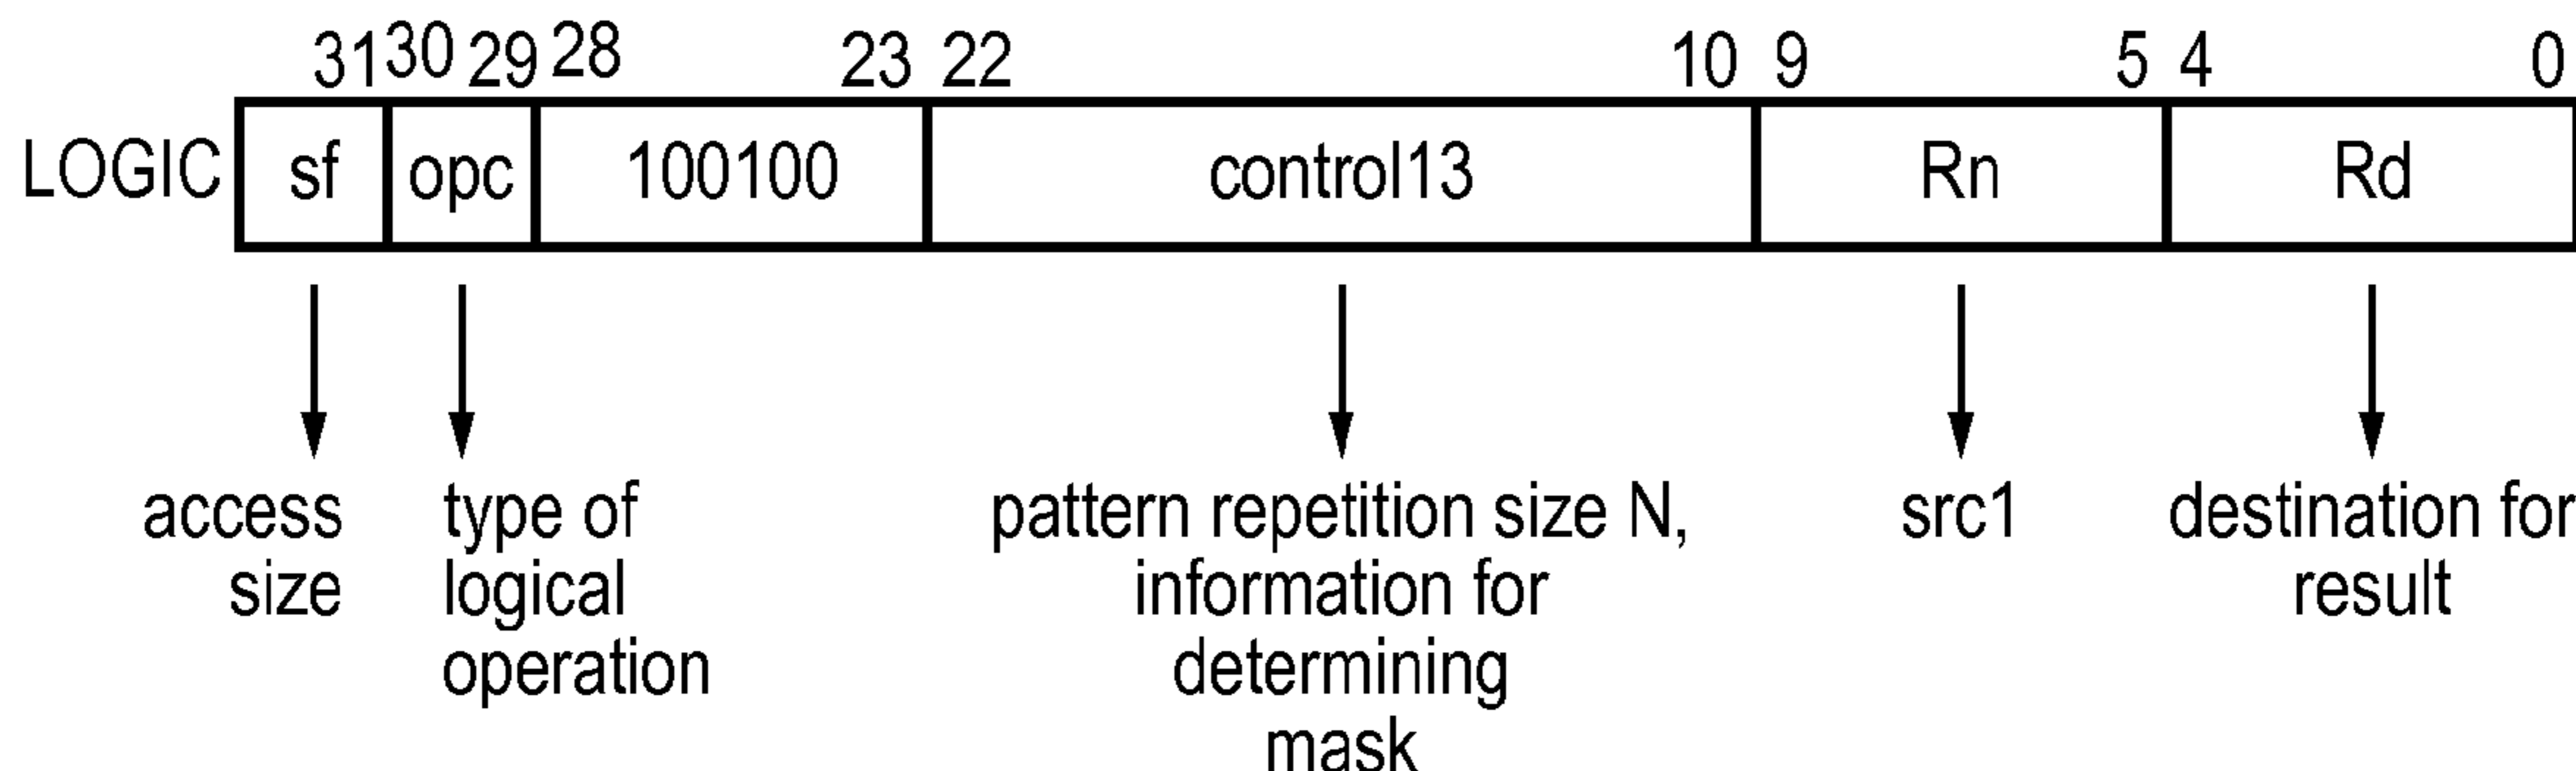 31 30 29 28 23 22 10 9 5 4 0
LOGIC sf opc 100100 control13 Rn Rd
access size
type of logical operation
pattern repetition size N,
information for
determining
mask
src1
destination for
result